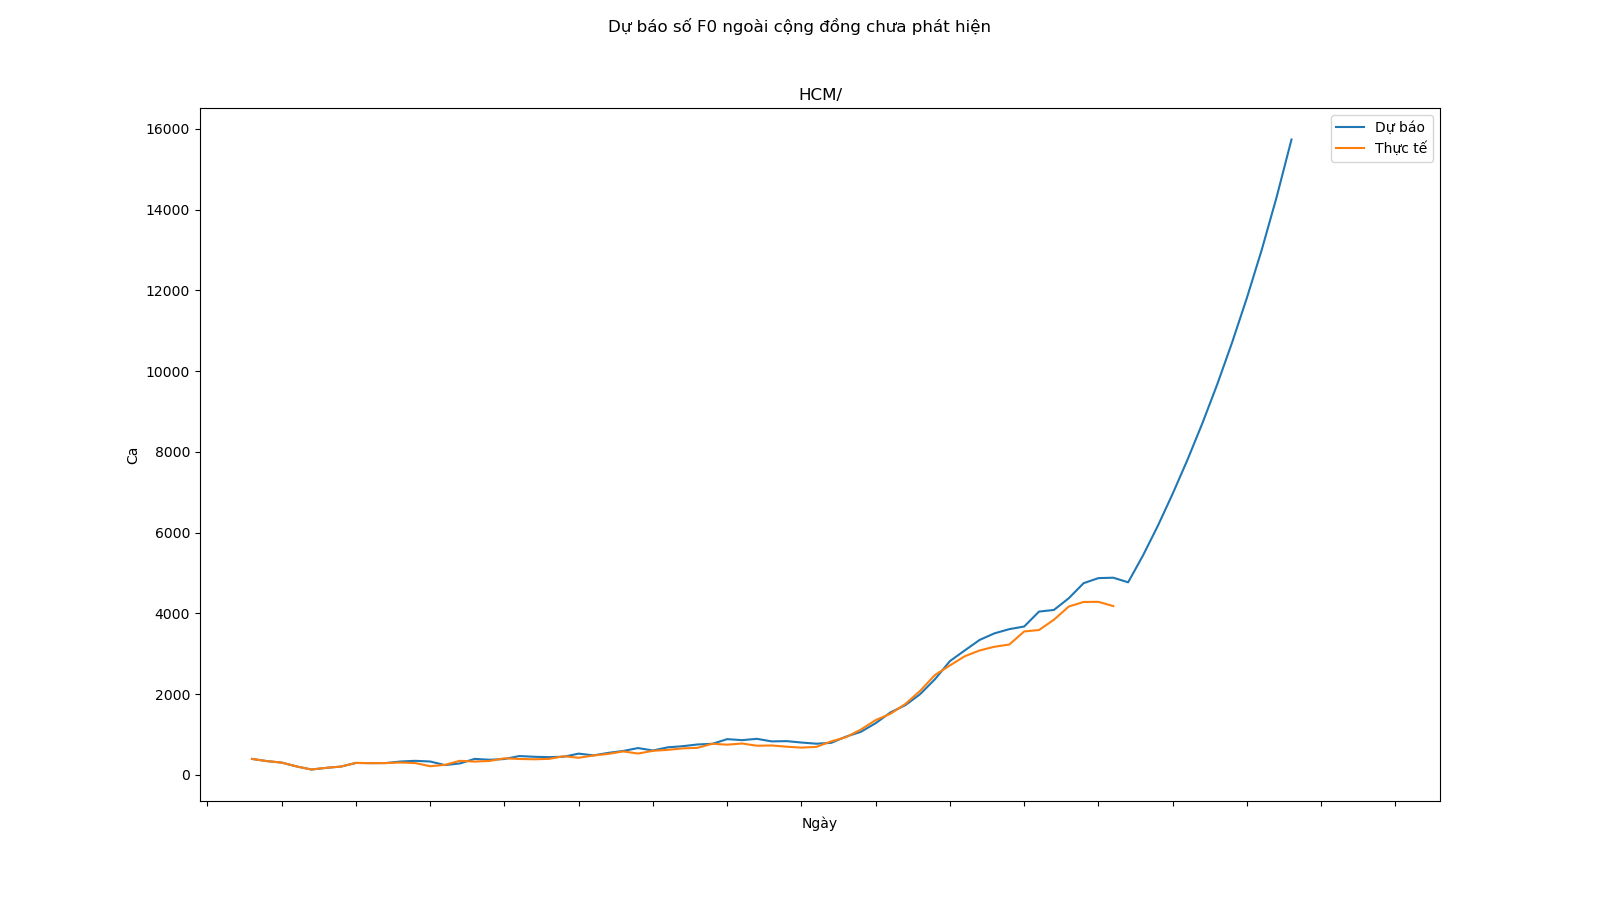 Dự báo số F0 ngoài cộng đồng chưa phát hiện
HCM/
Dự báo
Thực tế
16000
14000
12000
10000
8000
6000
4000
2000
0
Ca
Ngày